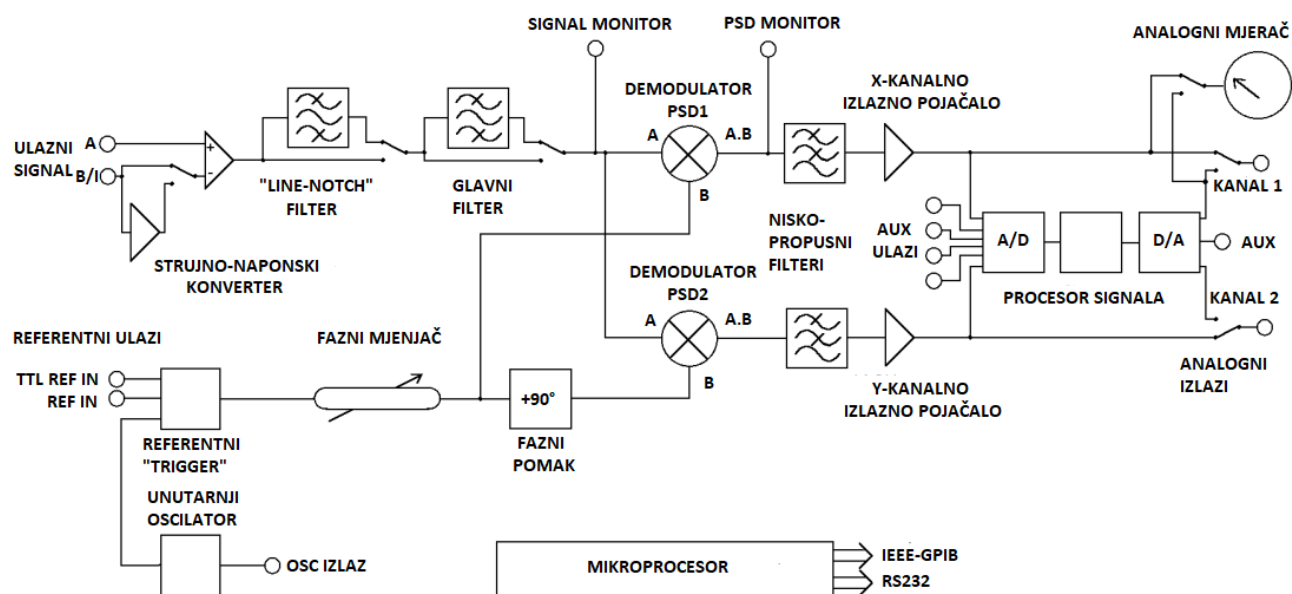 SIGNAL MONITOR
PSD MONITOR
ANALOGNI MJERAČ
DEMODULATOR
PSD1
X-KANALNO
IZLAZNO POJAČALO
ULAZNI
SIGNAL
A
B/I
+
-
A
A.B
B
"LINE-NOTCH"
FILTER
GLAVNI
FILTER
STRUJNO-NAPONSKI
KONVERTER
NISKO-
PROPUSNI
FILTERI
AUX
ULAZI
A/D
D/A
KANAL 1
AUX
PROCESOR SIGNALA
KANAL 2
DEMODULATOR
PSD2
A
A.B
B
ANALOGNI
IZLAZI
Y-KANALNO
IZLAZNO POJAČALO
REFERENTNI ULAZI
FAZNI MJENJAČ
TTL REF IN
REF IN
+90°
REFERENTNI
"TRIGGER"
FAZNI
POMAK
UNUTARNJI
OSCILATOR
OSC IZLAZ
MIKROPROCESOR
IEEE-GPIB
RS232